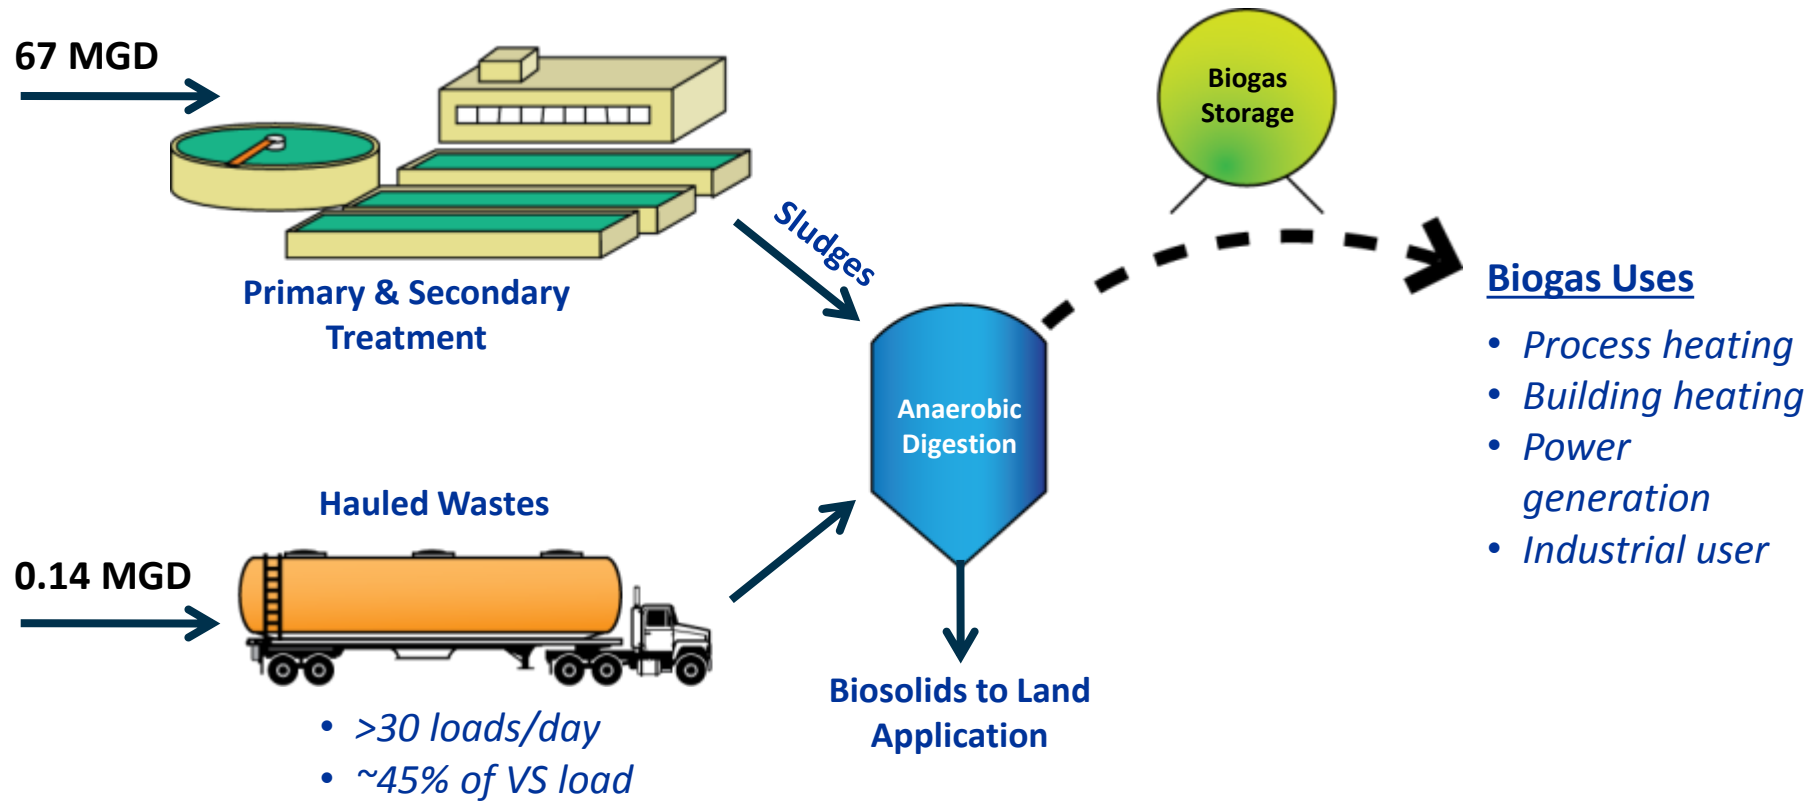 67 MGD
Biogas
Storage
Sludges
Primary & Secondary
Treatment
Biogas Uses
• Process heating
• Building heating
• Power
generation
• Industrial user
Anaerobic
Digestion
Hauled Wastes
0.14 MGD
• >30 loads/day
• ~45% of VS load
Biosolids to Land
Application